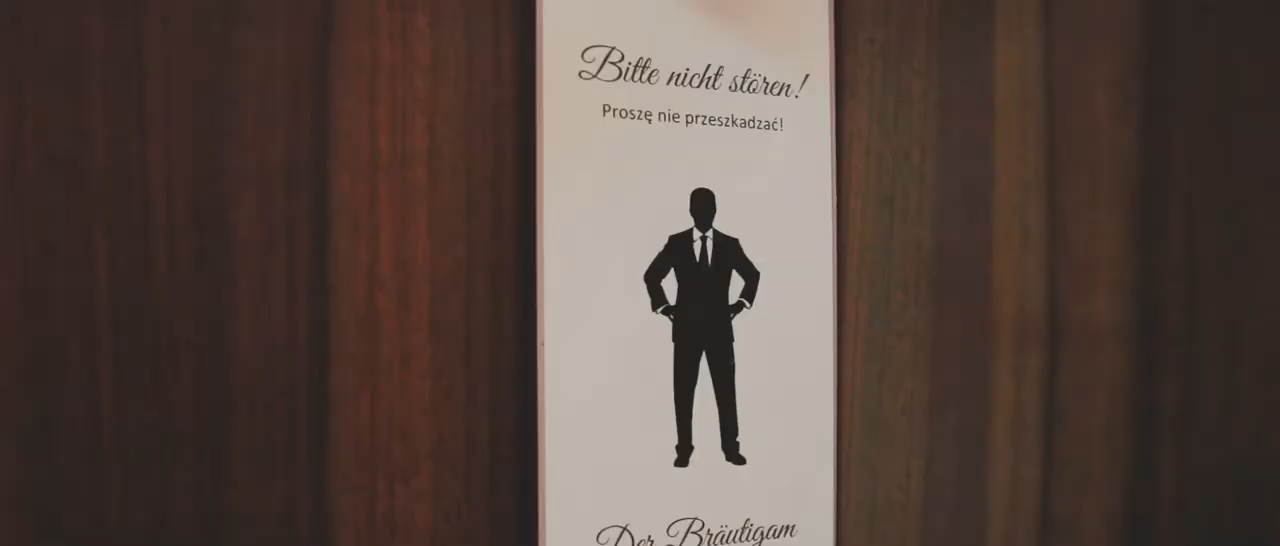 Bitte nicht stören!
Proszę nie przeszkadzać!
Der Bräutigam